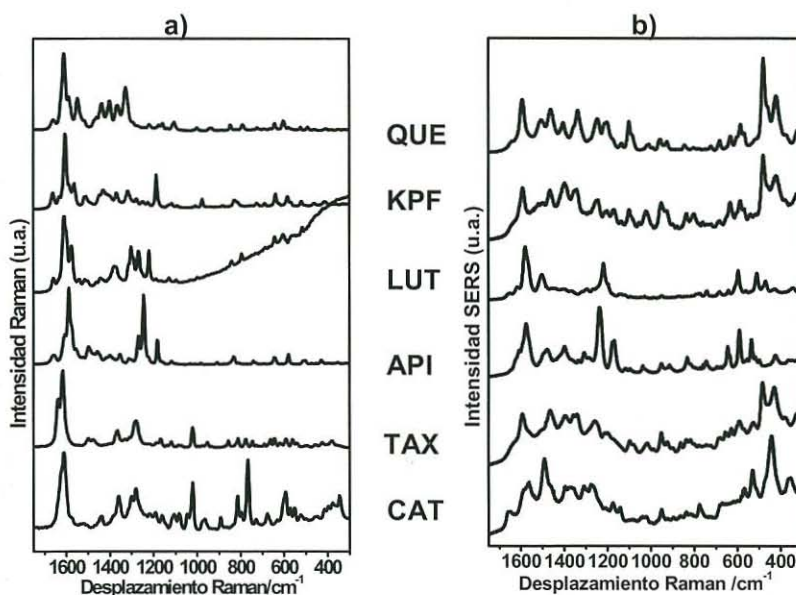 a)
b)
QUE
KPF
LUT
API
TAX
CAT
Intensidad Raman (u.a.)
1600 1400 1200 1000 800 600 400
Desplazamiento Raman/cm-1
Intensidad SERS (u.a.)
1600 1400 1200 1000 800 600 400
Desplazamiento Raman /cm-1